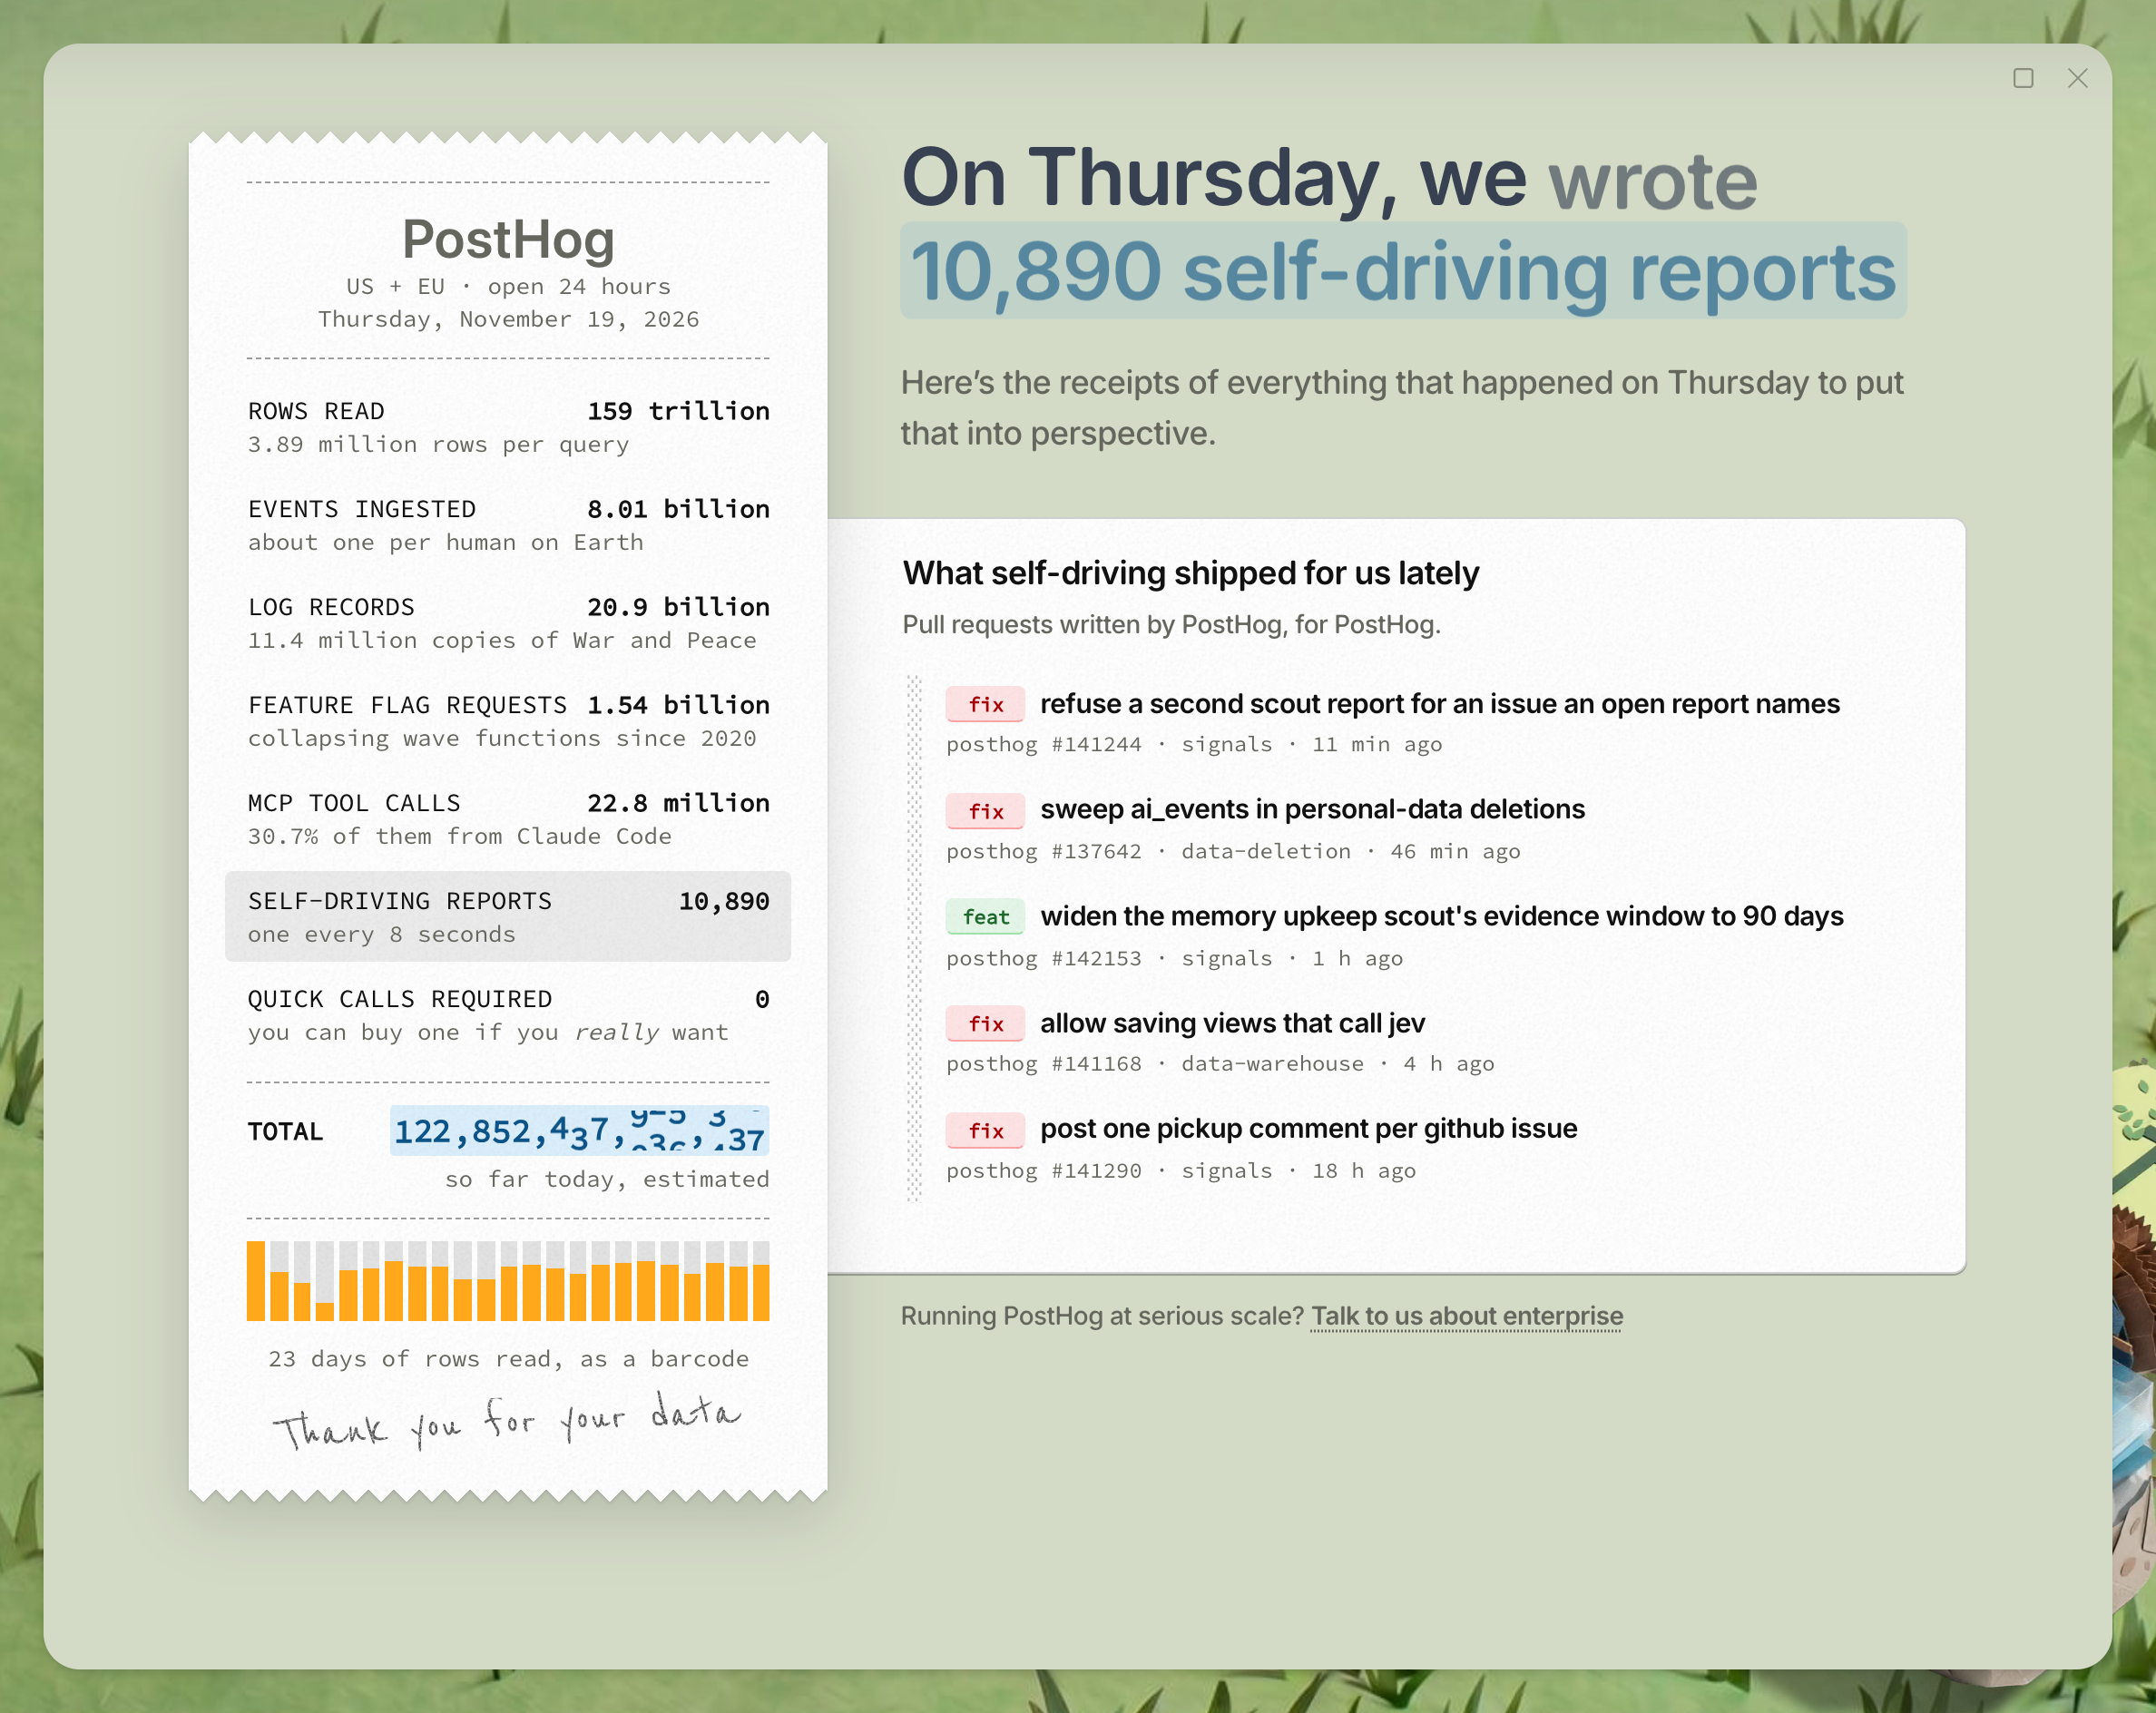 PostHog
US + EU · open 24 hours
Thursday, November 19, 2026
ROWS READ 159 trillion
3.89 million rows per query
EVENTS INGESTED 8.01 billion
about one per human on Earth
LOG RECORDS 20.9 billion
11.4 million copies of War and Peace
FEATURE FLAG REQUESTS 1.54 billion
collapsing wave functions since 2020
MCP TOOL CALLS 22.8 million
30.7% of them from Claude Code
SELF-DRIVING REPORTS 10,890
one every 8 seconds
QUICK CALLS REQUIRED 0
you can buy one if you really want
TOTAL
so far today, estimated
23 days of rows read, as a barcode
Thank you for your data
On Thursday, we wrote
10,890 self-driving reports
Here’s the receipts of everything that happened on Thursday to put
that into perspective.
What self-driving shipped for us lately
Pull requests written by PostHog, for PostHog.
fix refuse a second scout report for an issue an open report names
posthog #141244 · signals · 11 min ago
fix sweep ai_events in personal-data deletions
posthog #137642 · data-deletion · 46 min ago
feat widen the memory upkeep scout's evidence window to 90 days
posthog #142153 · signals · 1 h ago
fix allow saving views that call jev
posthog #141168 · data-warehouse · 4 h ago
fix post one pickup comment per github issue
posthog #141290 · signals · 18 h ago
Running PostHog at serious scale? Talk to us about enterprise